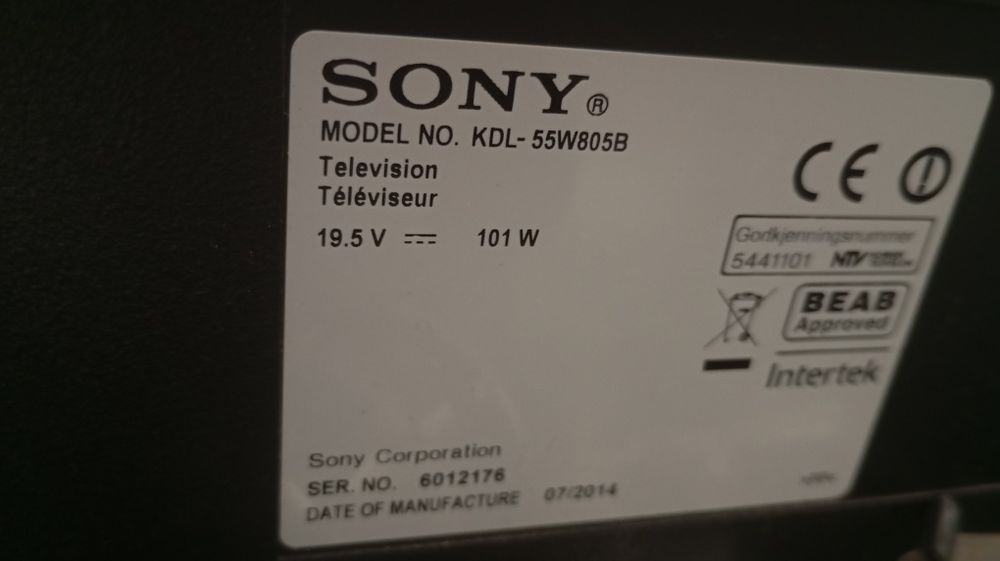 SONY®
MODEL NO. KDL-55W805B
Television
Téléviseur
19.5 V 101 W
CE
Godkjenningsnummer
5441101 NTV
BEAB
Approved
Intertek
Sony Corporation
SER. NO. 6012176
DATE OF MANUFACTURE 07/2014